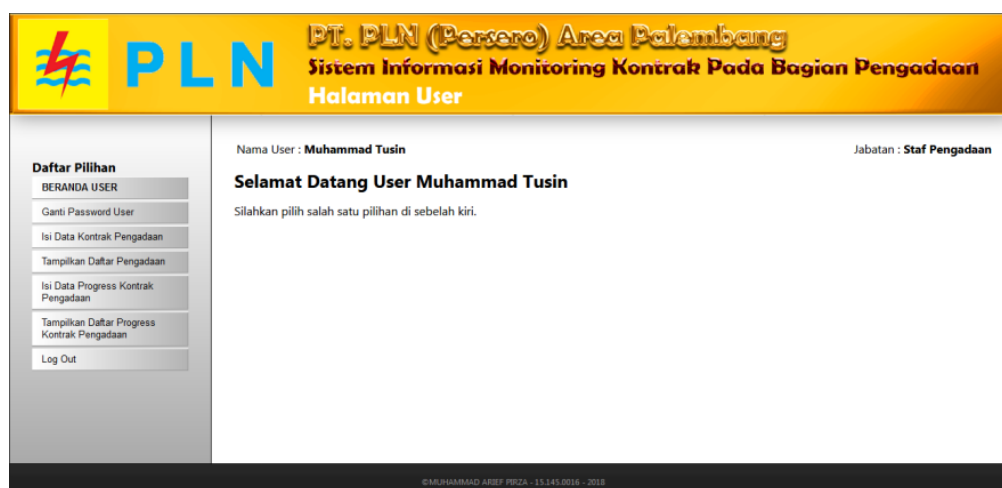 PLN
PT. PLN (Persero) Area Palembang
Sistem Informasi Monitoring Kontrak Pada Bagian Pengadaan
Halaman User
Daftar Pilihan
BERANDA USER
Ganti Password User
Isi Data Kontrak Pengadaan
Tampilkan Daftar Pengadaan
Isi Data Progress Kontrak
Pengadaan
Tampilkan Daftar Progress
Kontrak Pengadaan
Log Out
Nama User : Muhammad Tusin
Jabatan : Staf Pengadaan
Selamat Datang User Muhammad Tusin
Silahkan pilih salah satu pilihan di sebelah kiri.
©MUHAMMAD ARIEF PIRZA - 15.145.0016 - 2018